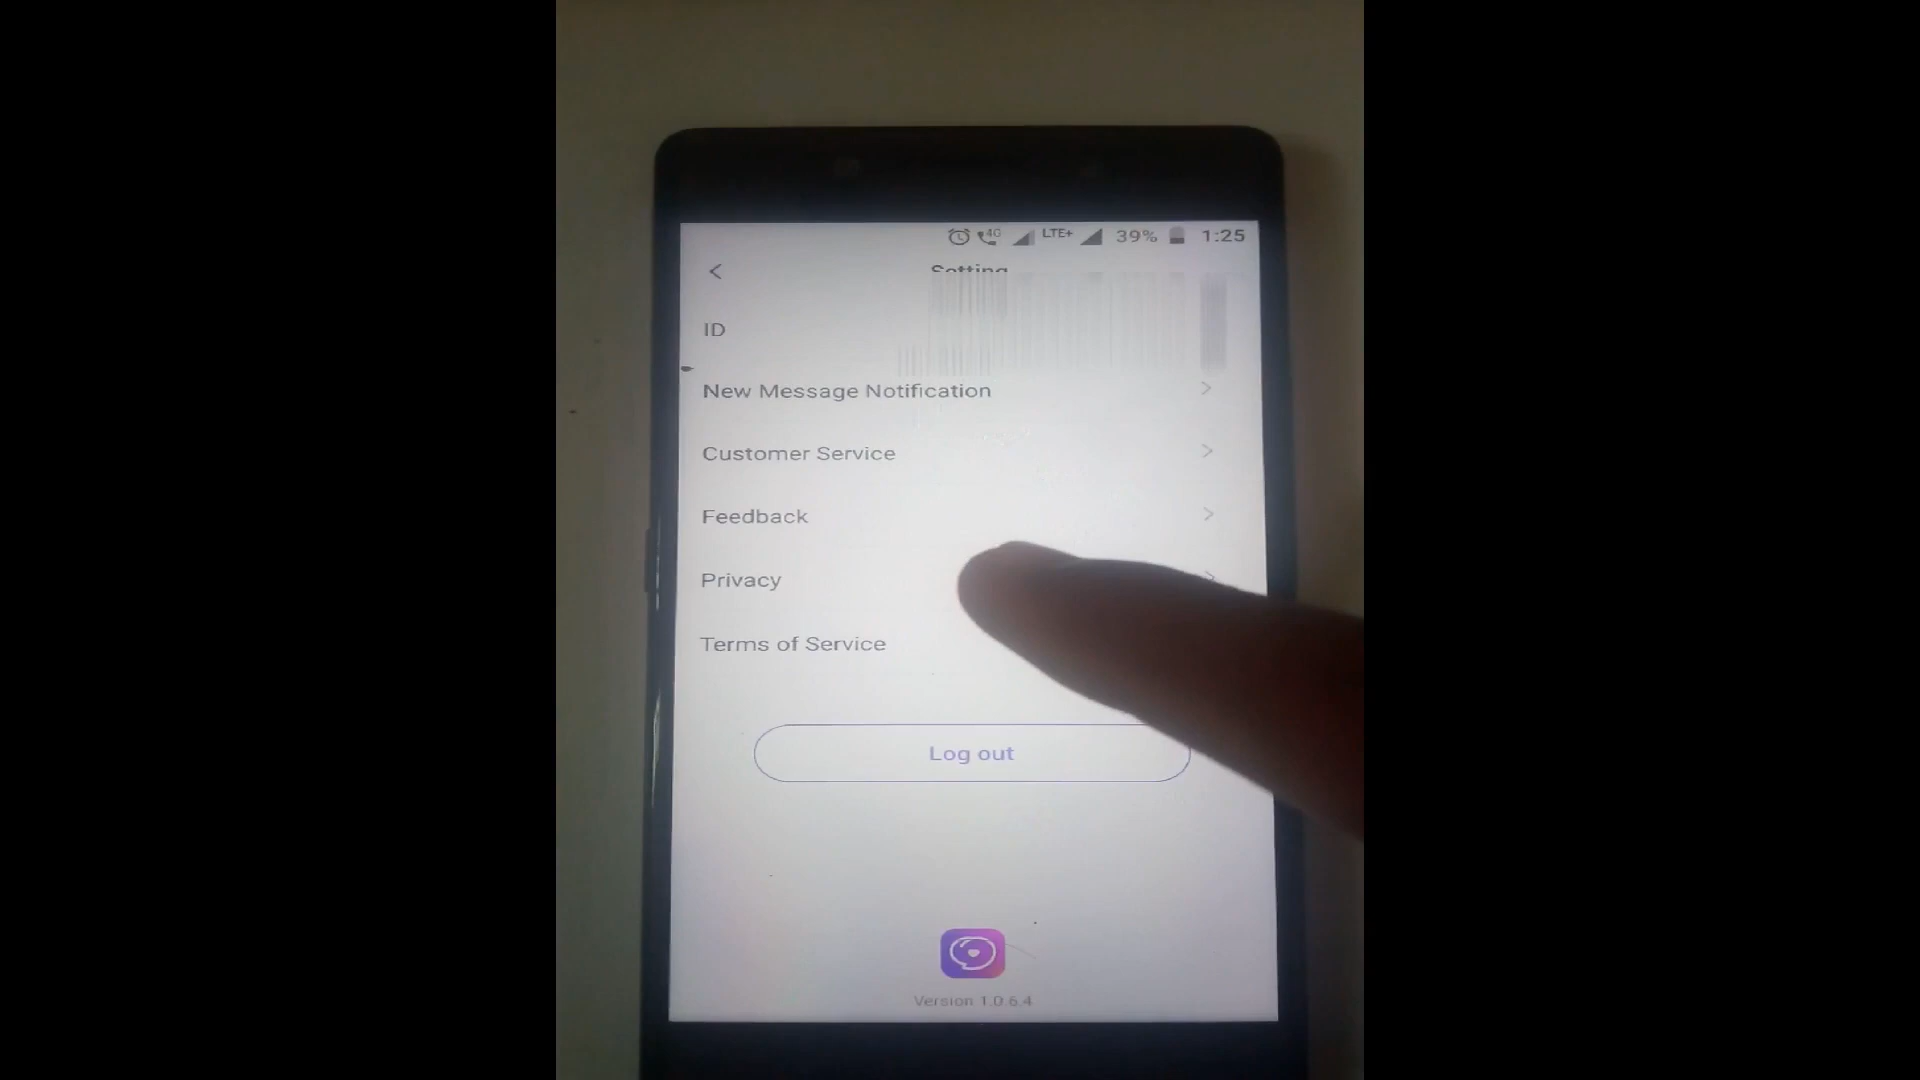 4G LTE+ 39% 1:25
Setting
ID
New Message Notification
Customer Service
Feedback
Privacy
Terms of Service
Log out
Version 1.0.6.4